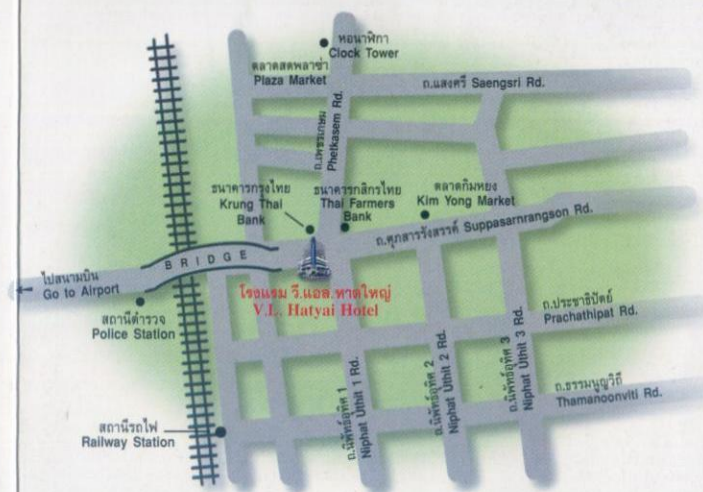 หอนาฬิกา
Clock Tower
ตลาดสดพลาซ่า
Plaza Market
ถ.แสงศรี Saengsri Rd.
ถ.เพชรเกษม
Phetkasem Rd.
ธนาคารกรุงไทย
Krung Thai
Bank
ธนาคารกสิกรไทย
Thai Farmers
Bank
ตลาดกิมหยง
Kim Yong Market
ถ.ศุภสารรังสรรค์ Suppasarnrangson Rd.
BRIDGE
ไปสนามบิน
Go to Airport
สถานีตำรวจ
Police Station
โรงแรม วี.แอล.หาดใหญ่
V.L. Hatyai Hotel
ถ.ประชาธิปัตย์
Prachathipat Rd.
ถ.นิพัทธ์อุทิศ 1
Niphat Uthit 1 Rd.
ถ.นิพัทธ์อุทิศ 2
Niphat Uthit 2 Rd.
ถ.นิพัทธ์อุทิศ 3
Niphat Uthit 3 Rd.
ถ.ธรรมนูญวิถี
Thamanoonviti Rd.
สถานีรถไฟ
Railway Station